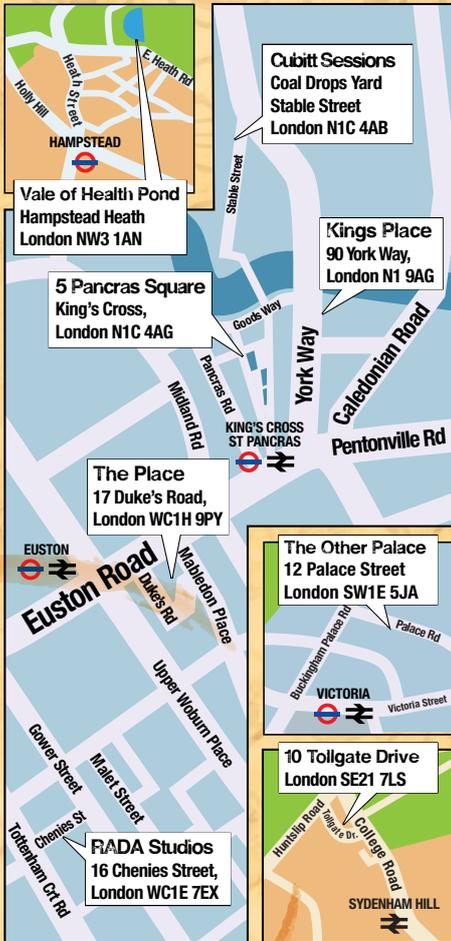 E Heath Rd
Heath Street
Holly Hill
HAMPSTEAD
Vale of Health Pond
Hampstead Heath
London NW3 1AN
Cubitt Sessions
Coal Drops Yard
Stable Street
London N1C 4AB
Stable Street
Kings Place
90 York Way,
London N1 9AG
5 Pancras Square
King's Cross,
London N1C 4AG
Goods Way
York Way
Caledonian Road
Pancras Rd
Midland Rd
KING'S CROSS
ST PANCRAS
Pentonville Rd
The Place
17 Duke's Road,
London WC1H 9PY
EUSTON
Euston Road
Duke's Rd
Mabledon Place
The Other Palace
12 Palace Street
London SW1E 5JA
Buckingham Palace Rd
Palace Rd
VICTORIA
Victoria Street
Upper Woburn Place
Gower Street
Malet Street
Chenies St
Tottenham Crt Rd
RADA Studios
16 Chenies Street,
London WC1E 7EX
10 Tollgate Drive
London SE21 7LS
Huntslip Road
Tollgate Dr.
College Road
SYDENHAM HILL